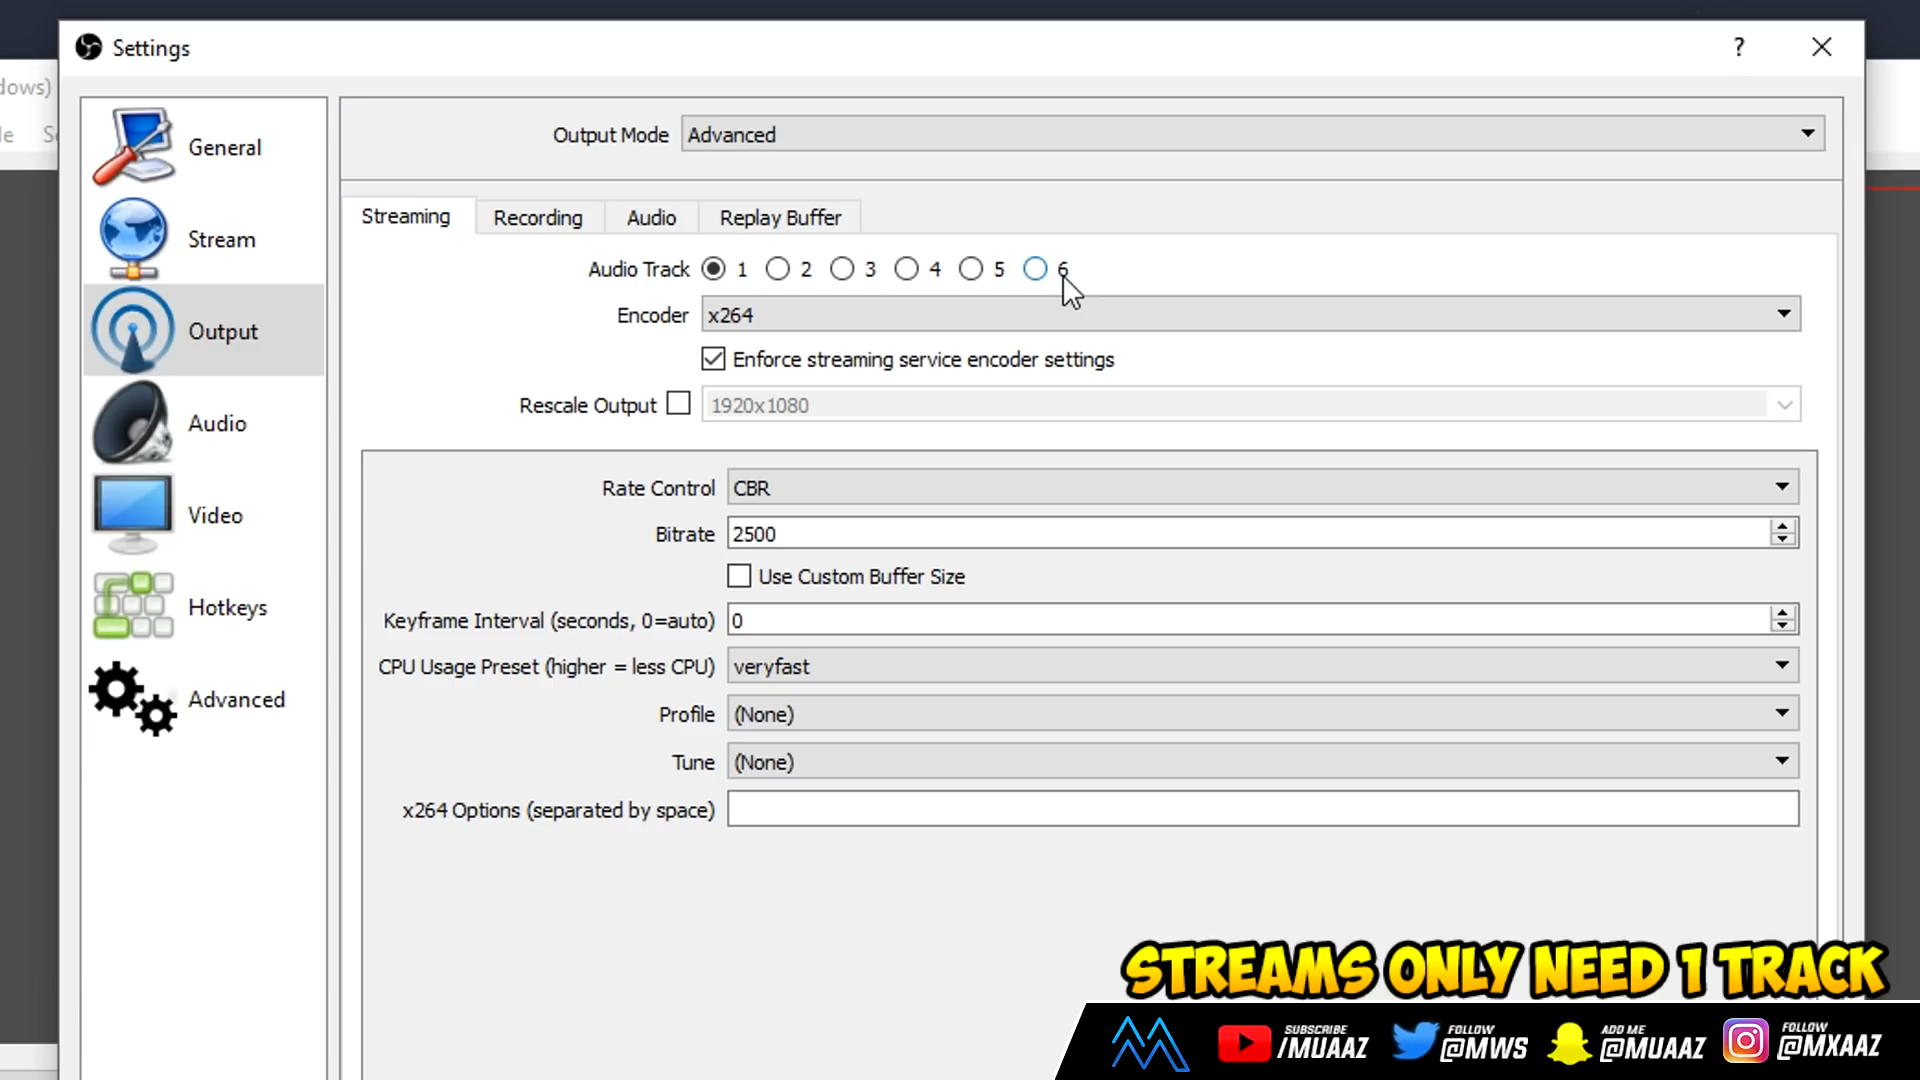 Settings
?
dows)
General
Stream
Output
Audio
Video
Hotkeys
Advanced
Output Mode Advanced
Streaming Recording Audio Replay Buffer
Audio Track 1 2 3 4 5 6
Encoder x264
Enforce streaming service encoder settings
Rescale Output 1920x1080
Rate Control CBR
Bitrate 2500
Use Custom Buffer Size
Keyframe Interval (seconds, 0=auto) 0
CPU Usage Preset (higher = less CPU) veryfast
Profile (None)
Tune (None)
x264 Options (separated by space)
STREAMS ONLY NEED 1 TRACK
SUBSCRIBE
/MUAAZ
FOLLOW
@MWS
ADD ME
@MUAAZ
FOLLOW
@MXAAZ